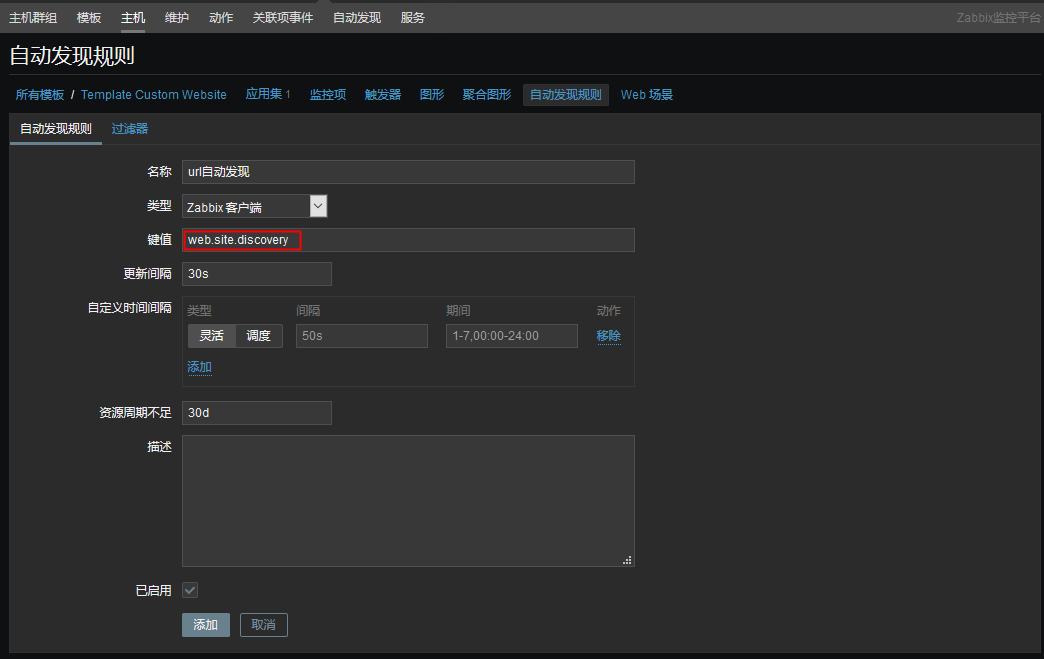 主机群组 模板 主机 维护 动作 关联项事件 自动发现 服务 Zabbix监控平台
自动发现规则
所有模板 / Template Custom Website 应用集 1 监控项 触发器 图形 聚合图形 自动发现规则 Web 场景
自动发现规则 过滤器
名称 url自动发现
类型 Zabbix 客户端
键值 web.site.discovery
更新间隔 30s
自定义时间间隔 类型 间隔 期间 动作
灵活 调度 50s 1-7,00:00-24:00 移除
添加
资源周期不足 30d
描述
已启用
添加 取消